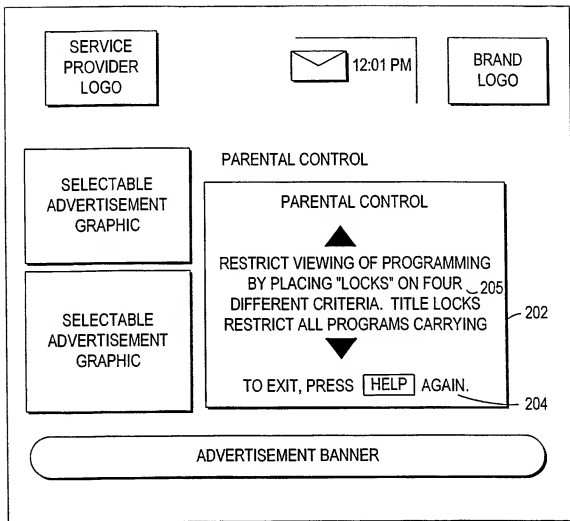 SERVICE
PROVIDER
LOGO
12:01 PM
BRAND
LOGO
SELECTABLE
ADVERTISEMENT
GRAPHIC
PARENTAL CONTROL
PARENTAL CONTROL
RESTRICT VIEWING OF PROGRAMMING
BY PLACING "LOCKS" ON FOUR
205
DIFFERENT CRITERIA. TITLE LOCKS
RESTRICT ALL PROGRAMS CARRYING
202
TO EXIT, PRESS HELP AGAIN.
204
SELECTABLE
ADVERTISEMENT
GRAPHIC
ADVERTISEMENT BANNER